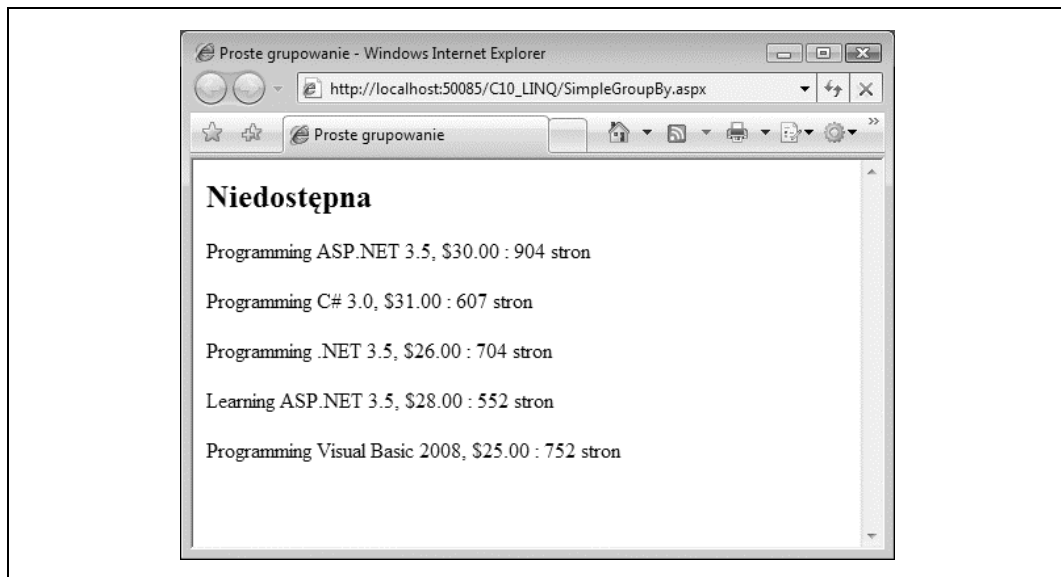 Proste grupowanie - Windows Internet Explorer
http://localhost:50085/C10_LINQ/SimpleGroupBy.aspx
Proste grupowanie
Niedostępna
Programming ASP.NET 3.5, $30.00 : 904 stron
Programming C# 3.0, $31.00 : 607 stron
Programming .NET 3.5, $26.00 : 704 stron
Learning ASP.NET 3.5, $28.00 : 552 stron
Programming Visual Basic 2008, $25.00 : 752 stron